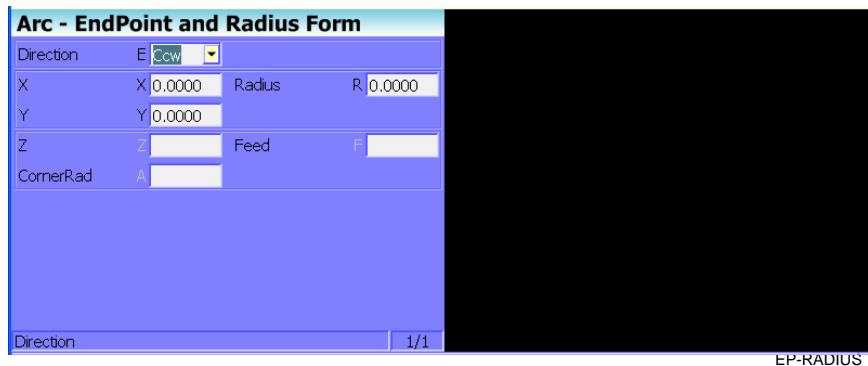 Arc - EndPoint and Radius Form
Direction E Ccw
X X 0.0000 Radius R 0.0000
Y Y 0.0000
Z Z Feed F
CornerRad A
Direction 1/1
EP-RADIUS